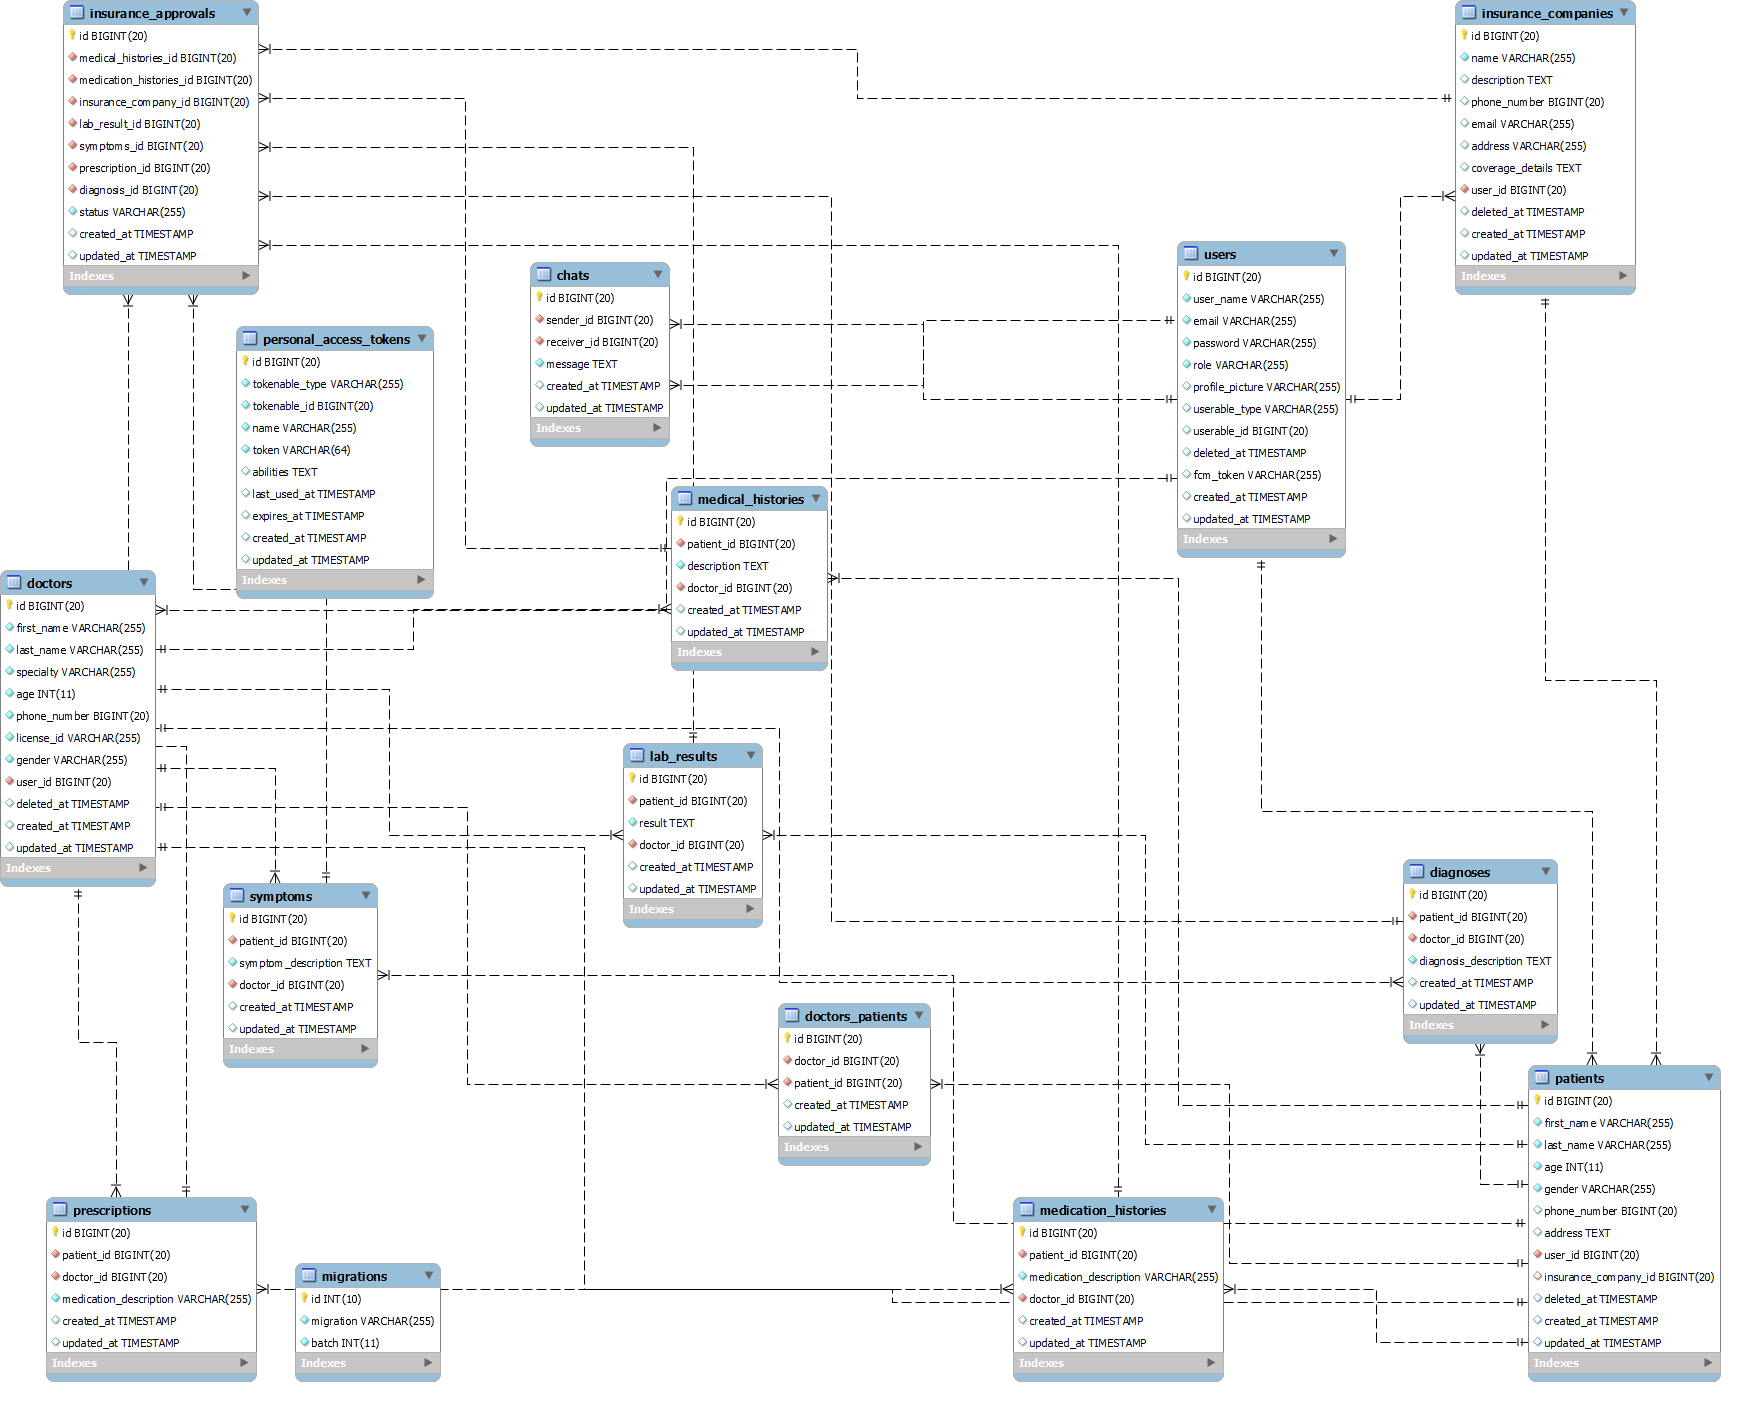 insurance_approvals
id BIGINT(20)
medical_histories_id BIGINT(20)
medication_histories_id BIGINT(20)
insurance_company_id BIGINT(20)
lab_result_id BIGINT(20)
symptoms_id BIGINT(20)
prescription_id BIGINT(20)
diagnosis_id BIGINT(20)
status VARCHAR(255)
created_at TIMESTAMP
updated_at TIMESTAMP
Indexes
insurance_companies
id BIGINT(20)
name VARCHAR(255)
description TEXT
phone_number BIGINT(20)
email VARCHAR(255)
address VARCHAR(255)
coverage_details TEXT
user_id BIGINT(20)
deleted_at TIMESTAMP
created_at TIMESTAMP
updated_at TIMESTAMP
Indexes
users
id BIGINT(20)
user_name VARCHAR(255)
email VARCHAR(255)
password VARCHAR(255)
role VARCHAR(255)
profile_picture VARCHAR(255)
userable_type VARCHAR(255)
userable_id BIGINT(20)
deleted_at TIMESTAMP
fcm_token VARCHAR(255)
created_at TIMESTAMP
updated_at TIMESTAMP
Indexes
chats
id BIGINT(20)
sender_id BIGINT(20)
receiver_id BIGINT(20)
message TEXT
created_at TIMESTAMP
updated_at TIMESTAMP
Indexes
personal_access_tokens
id BIGINT(20)
tokenable_type VARCHAR(255)
tokenable_id BIGINT(20)
name VARCHAR(255)
token VARCHAR(64)
abilities TEXT
last_used_at TIMESTAMP
expires_at TIMESTAMP
created_at TIMESTAMP
updated_at TIMESTAMP
Indexes
medical_histories
id BIGINT(20)
patient_id BIGINT(20)
description TEXT
doctor_id BIGINT(20)
created_at TIMESTAMP
updated_at TIMESTAMP
Indexes
doctors
id BIGINT(20)
first_name VARCHAR(255)
last_name VARCHAR(255)
specialty VARCHAR(255)
age INT(11)
phone_number BIGINT(20)
license_id VARCHAR(255)
gender VARCHAR(255)
user_id BIGINT(20)
deleted_at TIMESTAMP
created_at TIMESTAMP
updated_at TIMESTAMP
Indexes
lab_results
id BIGINT(20)
patient_id BIGINT(20)
result TEXT
doctor_id BIGINT(20)
created_at TIMESTAMP
updated_at TIMESTAMP
Indexes
diagnoses
id BIGINT(20)
patient_id BIGINT(20)
doctor_id BIGINT(20)
diagnosis_description TEXT
created_at TIMESTAMP
updated_at TIMESTAMP
Indexes
symptoms
id BIGINT(20)
patient_id BIGINT(20)
symptom_description TEXT
doctor_id BIGINT(20)
created_at TIMESTAMP
updated_at TIMESTAMP
Indexes
doctors_patients
id BIGINT(20)
doctor_id BIGINT(20)
patient_id BIGINT(20)
created_at TIMESTAMP
updated_at TIMESTAMP
Indexes
patients
id BIGINT(20)
first_name VARCHAR(255)
last_name VARCHAR(255)
age INT(11)
gender VARCHAR(255)
phone_number BIGINT(20)
address TEXT
user_id BIGINT(20)
insurance_company_id BIGINT(20)
deleted_at TIMESTAMP
created_at TIMESTAMP
updated_at TIMESTAMP
Indexes
prescriptions
id BIGINT(20)
patient_id BIGINT(20)
doctor_id BIGINT(20)
medication_description VARCHAR(255)
created_at TIMESTAMP
updated_at TIMESTAMP
Indexes
migrations
id INT(10)
migration VARCHAR(255)
batch INT(11)
Indexes
medication_histories
id BIGINT(20)
patient_id BIGINT(20)
medication_description VARCHAR(255)
doctor_id BIGINT(20)
created_at TIMESTAMP
updated_at TIMESTAMP
Indexes